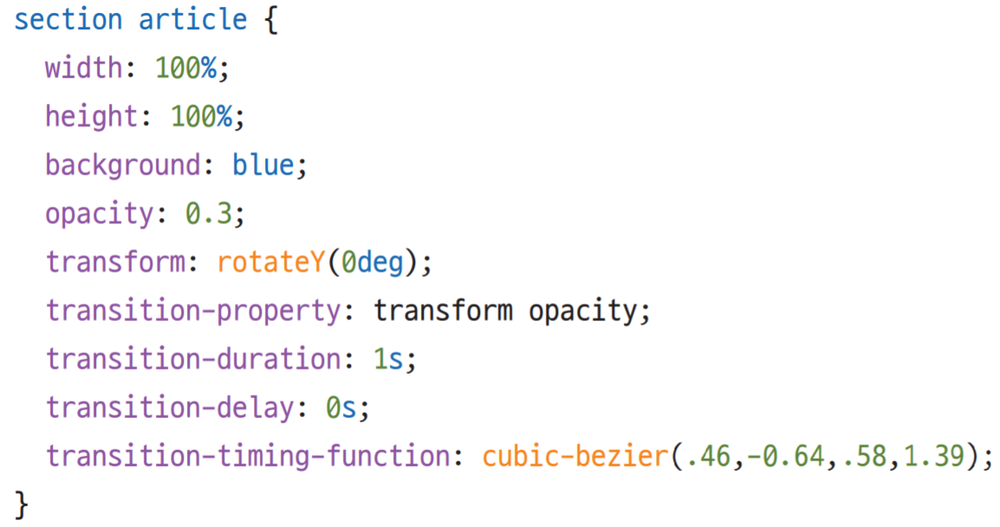 section article {
width: 100%;
height: 100%;
background: blue;
opacity: 0.3;
transform: rotateY(0deg);
transition-property: transform opacity;
transition-duration: 1s;
transition-delay: 0s;
transition-timing-function: cubic-bezier(.46,-0.64,.58,1.39);
}